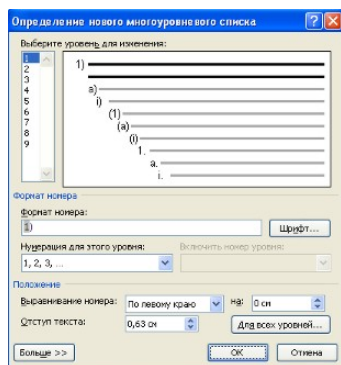 Определение нового многоуровневого списка
Выберите уровень для изменения:
1
2
3
4
5
6
7
8
9
1)
a)
i)
(1)
(a)
(i)
1.
a.
i.
Формат номера
Формат номера:
1)
Шрифт...
Нумерация для этого уровня:
Включить номер уровня:
1, 2, 3, ...
Положение
Выравнивание номера:
По левому краю
на:
0 см
Отступ текста:
0,63 см
Для всех уровней...
Больше >>
ОК
Отмена